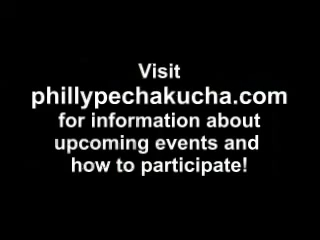 Visit
phillypechakucha.com
for information about
upcoming events and
how to participate!